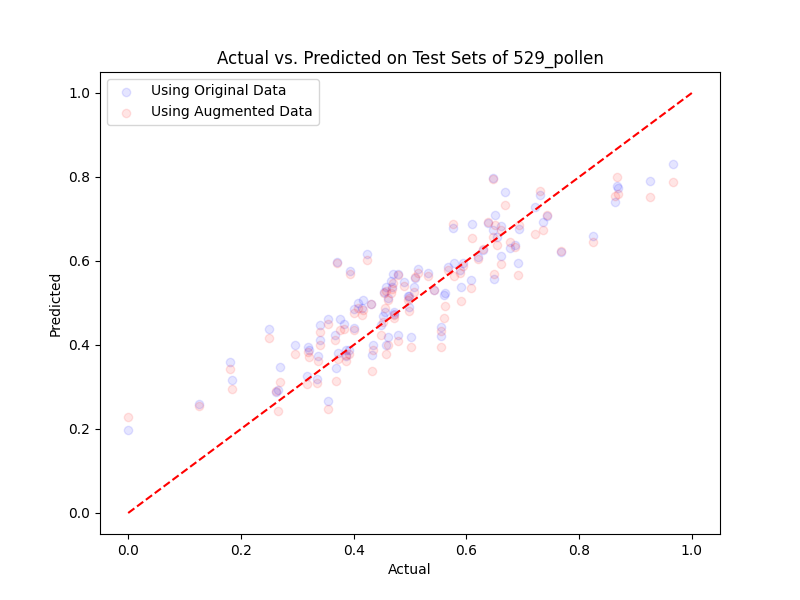 Actual vs. Predicted on Test Sets of 529_pollen
Using Original Data
Using Augmented Data
1.0
0.8
0.6
0.4
0.2
0.0
Predicted
0.0 0.2 0.4 0.6 0.8 1.0
Actual